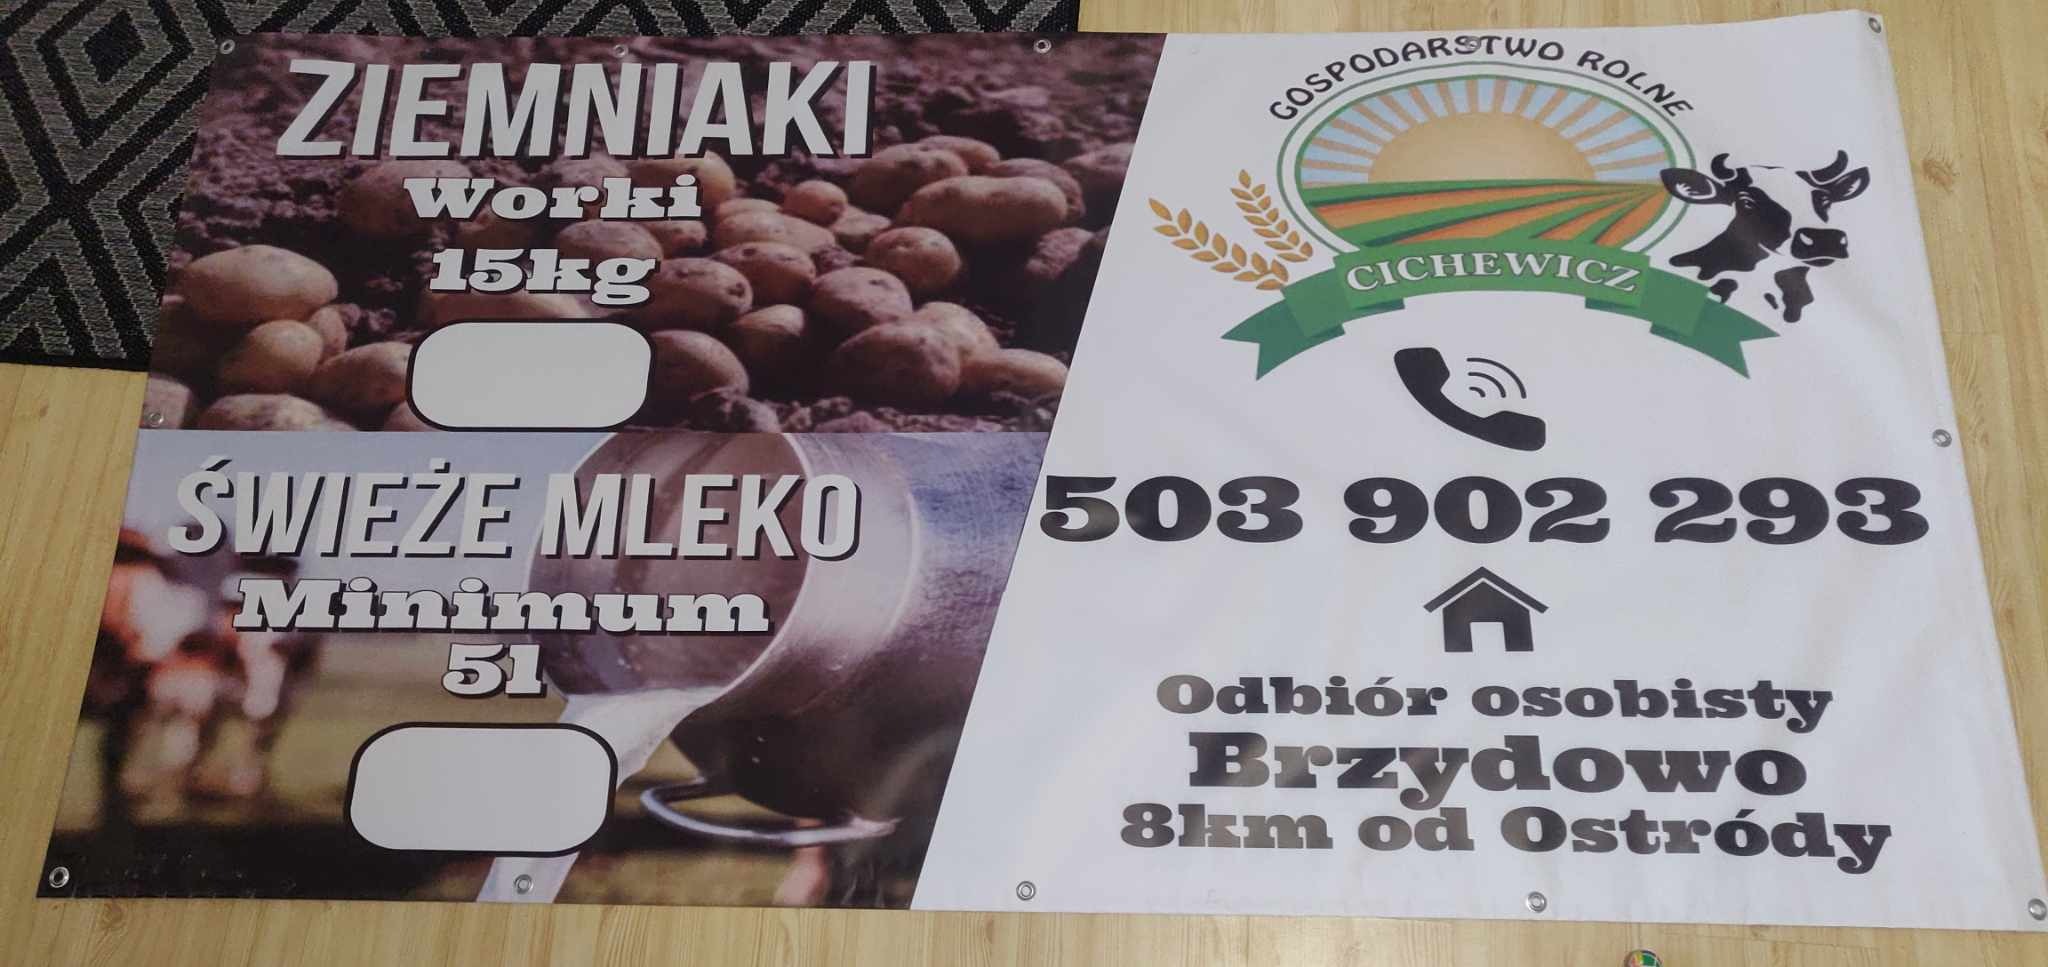 ZIEMNIAKI
Worki
15kg
ŚWIEŻE MLEKO
Minimum
5l
GOSPODARSTWO ROLNE
CICHEWICZ
503 902 293
Odbiór osobisty
Brzydowo
8km od Ostródy